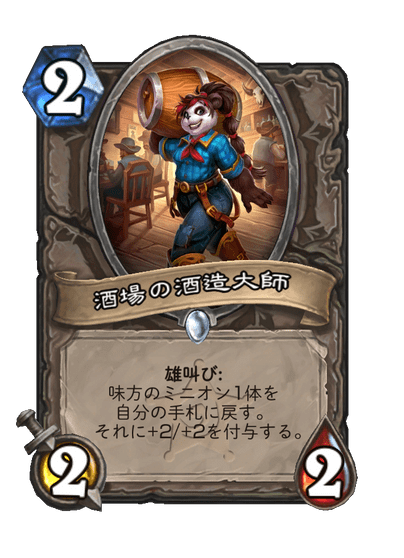 2
酒場の酒造大師
雄叫び:
味方のミニオン1体を
自分の手札に戻す。
それに+2/+2を付与する。
2
2